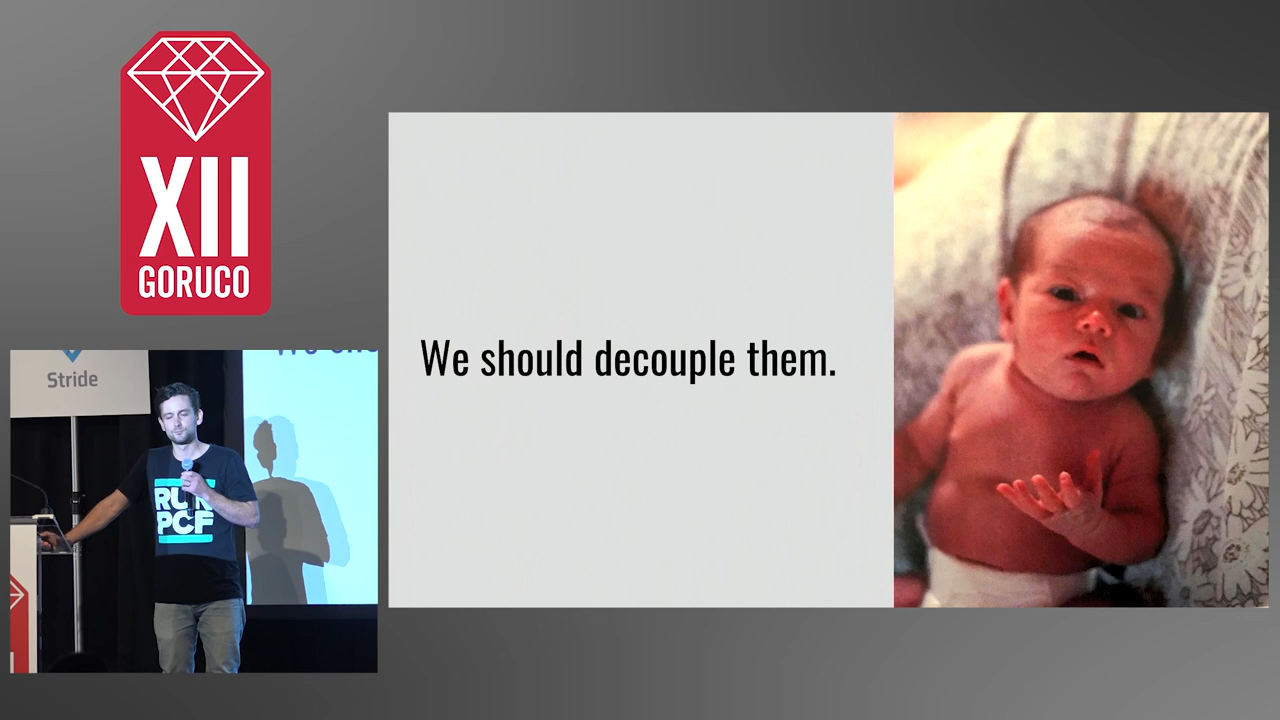 XII
GORUCO
Stride
RUN
PCF
We should decouple them.